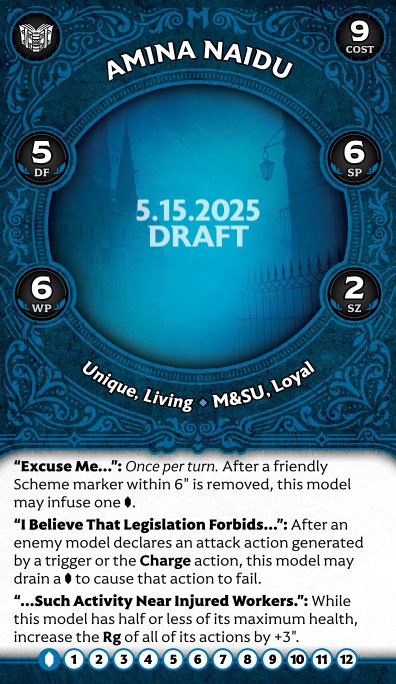 9
COST
AMINA NAIDU
5
DF
6
SP
5.15.2025
DRAFT
6
WP
2
SZ
Unique, Living ◆ M&SU, Loyal
“Excuse Me...”: Once per turn. After a friendly
Scheme marker within 6" is removed, this model
may infuse one ⬮.
“I Believe That Legislation Forbids...”: After an
enemy model declares an attack action generated
by a trigger or the Charge action, this model may
drain a ⬮ to cause that action to fail.
“...Such Activity Near Injured Workers.”: While
this model has half or less of its maximum health,
increase the Rg of all of its actions by +3".
1 2 3 4 5 6 7 8 9 10 11 12